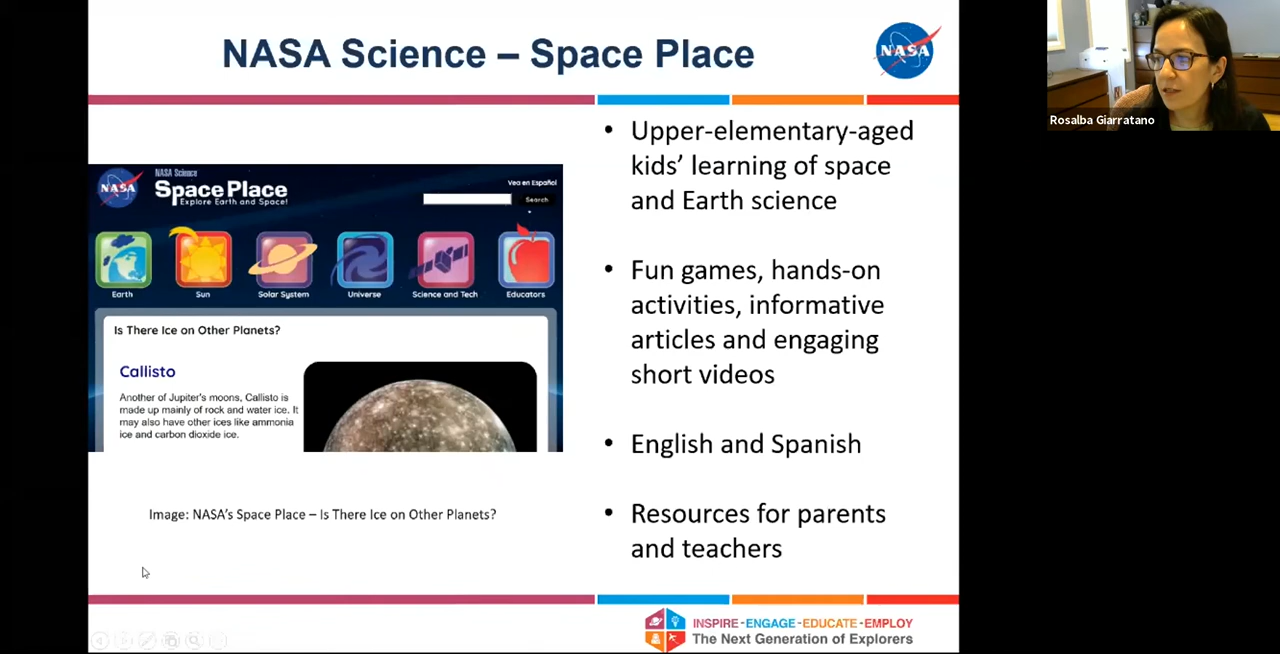 NASA Science – Space Place
NASA
Rosalba Giarratano
NASA
NASA Science
Space Place
Explore Earth and Space!
Vea en Español
Search
Earth
Sun
Solar System
Universe
Science and Tech
Educators
Is There Ice on Other Planets?
Callisto
Another of Jupiter's moons, Callisto is
made up mainly of rock and water ice. It
may also have other ices like ammonia
ice and carbon dioxide ice.
Image: NASA's Space Place – Is There Ice on Other Planets?
• Upper-elementary-aged
kids' learning of space
and Earth science
• Fun games, hands-on
activities, informative
articles and engaging
short videos
• English and Spanish
• Resources for parents
and teachers
INSPIRE - ENGAGE - EDUCATE - EMPLOY
The Next Generation of Explorers